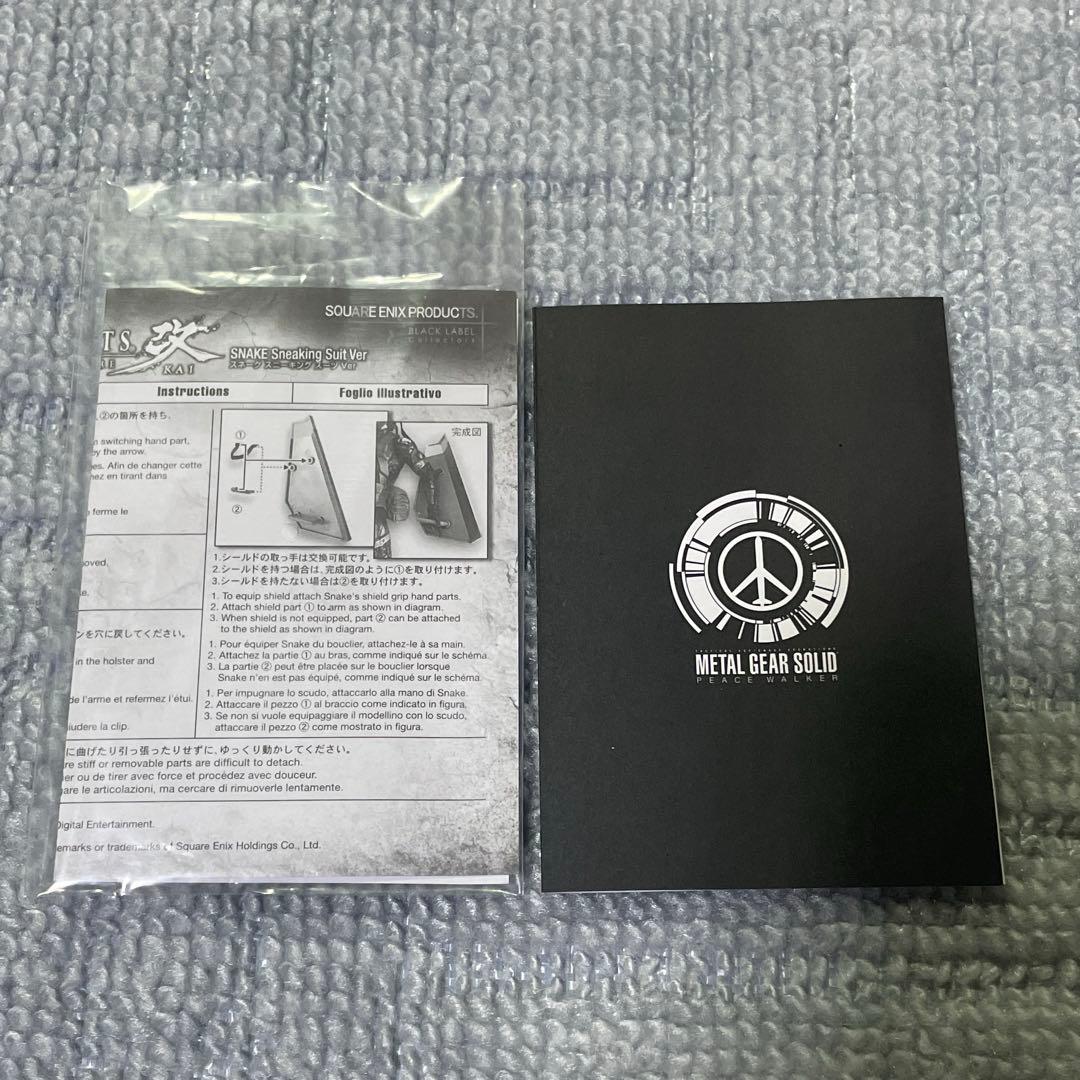 SQUARE ENIX PRODUCTS.
BLACK LABEL
Collectors
TS. 改
KAI
SNAKE Sneaking Suit Ver
スネーク スニーキング スーツ Ver
Instructions
Foglio illustrativo
②の箇所を持ち、
switching hand part,
by the arrow.
es. Afin de changer cette
nez en tirant dans
ferme le
oved.
e.
ンを穴に戻してください。
in the holster and
de l'arme et refermez l'étui.
iudere la clip.
①
②
完成図
1.シールドの取っ手は交換可能です。
2.シールドを持つ場合は、完成図のように①を取り付けます。
3.シールドを持たない場合は②を取り付けます。
1. To equip shield attach Snake's shield grip hand parts.
2. Attach shield part ① to arm as shown in diagram.
3. When shield is not equipped, part ② can be attached
to the shield as shown in diagram.
1. Pour équiper Snake du bouclier, attachez-le à sa main.
2. Attachez la partie ① au bras, comme indiqué sur le schéma.
3. La partie ② peut être placée sur le bouclier lorsque
Snake n'en est pas équipé, comme indiqué sur le schéma.
1. Per impugnare lo scudo, attaccarlo alla mano di Snake.
2. Attaccare il pezzo ① al braccio come indicato in figura.
3. Se non si vuole equipaggiare il modellino con lo scudo,
attaccare il pezzo ② come mostrato in figura.
に曲げたり引っ張ったりせずに、ゆっくり動かしてください。
re stiff or removable parts are difficult to detach.
er ou de tirer avec force et procédez avec douceur.
are le articolazioni, ma cercare di rimuoverle lentamente.
Digital Entertainment.
emarks or trademarks of Square Enix Holdings Co., Ltd.
TACTICAL ESPIONAGE OPERATIONS
METAL GEAR SOLID
PEACE WALKER